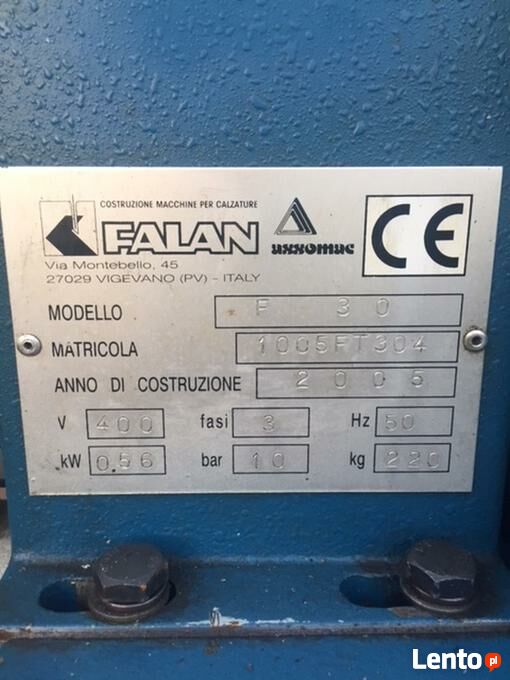 COSTRUZIONE MACCHINE PER CALZATURE
FALAN
axxomac
CE
Via Montebello, 45
27029 VIGEVANO (PV) - ITALY
MODELLO F 30
MATRICOLA 1005FT304
ANNO DI COSTRUZIONE 2005
V 400 fasi 3 Hz 50
kW 0.56 bar 10 kg 220
Lento.pl